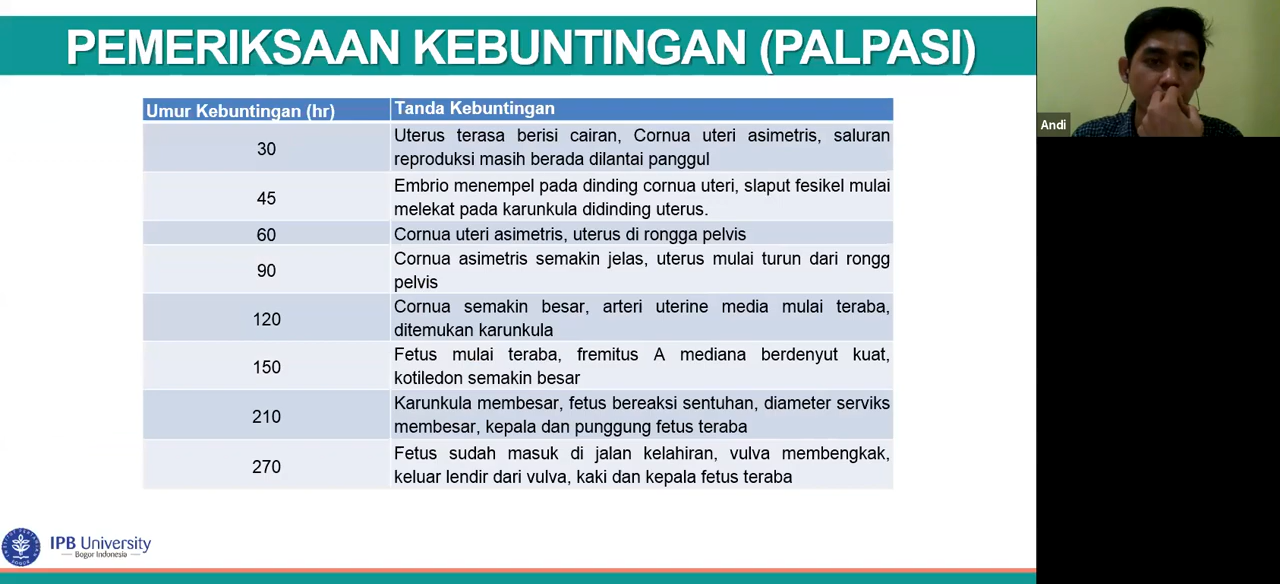 PEMERIKSAAN KEBUNTINGAN (PALPASI)
Andi
Umur Kebuntingan (hr)
Tanda Kebuntingan
30
Uterus terasa berisi cairan, Cornua uteri asimetris, saluran
reproduksi masih berada dilantai panggul
45
Embrio menempel pada dinding cornua uteri, slaput fesikel mulai
melekat pada karunkula didinding uterus.
60
Cornua uteri asimetris, uterus di rongga pelvis
90
Cornua asimetris semakin jelas, uterus mulai turun dari rongg
pelvis
120
Cornua semakin besar, arteri uterine media mulai teraba,
ditemukan karunkula
150
Fetus mulai teraba, fremitus A mediana berdenyut kuat,
kotiledon semakin besar
210
Karunkula membesar, fetus bereaksi sentuhan, diameter serviks
membesar, kepala dan punggung fetus teraba
270
Fetus sudah masuk di jalan kelahiran, vulva membengkak,
keluar lendir dari vulva, kaki dan kepala fetus teraba
IPB University
Bogor Indonesia